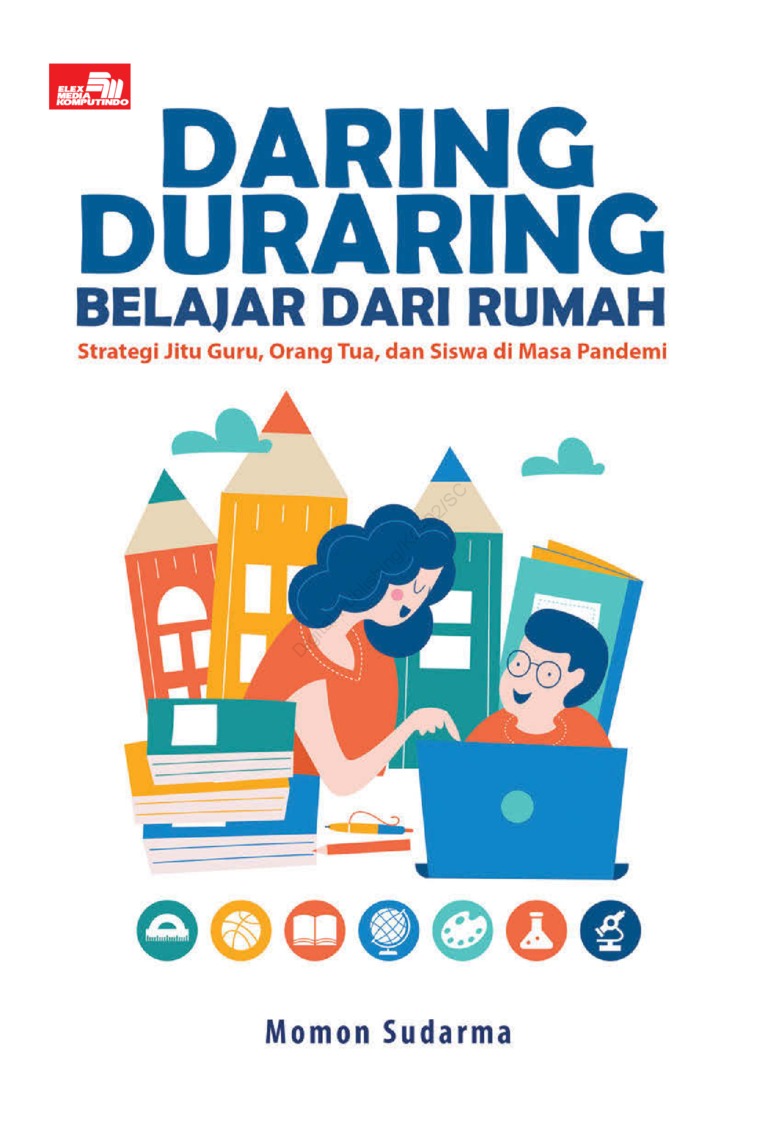 ELEX
MEDIA
KOMPUTINDO
DARING
DURARING
BELAJAR DARI RUMAH
Strategi Jitu Guru, Orang Tua, dan Siswa di Masa Pandemi
Momon Sudarma